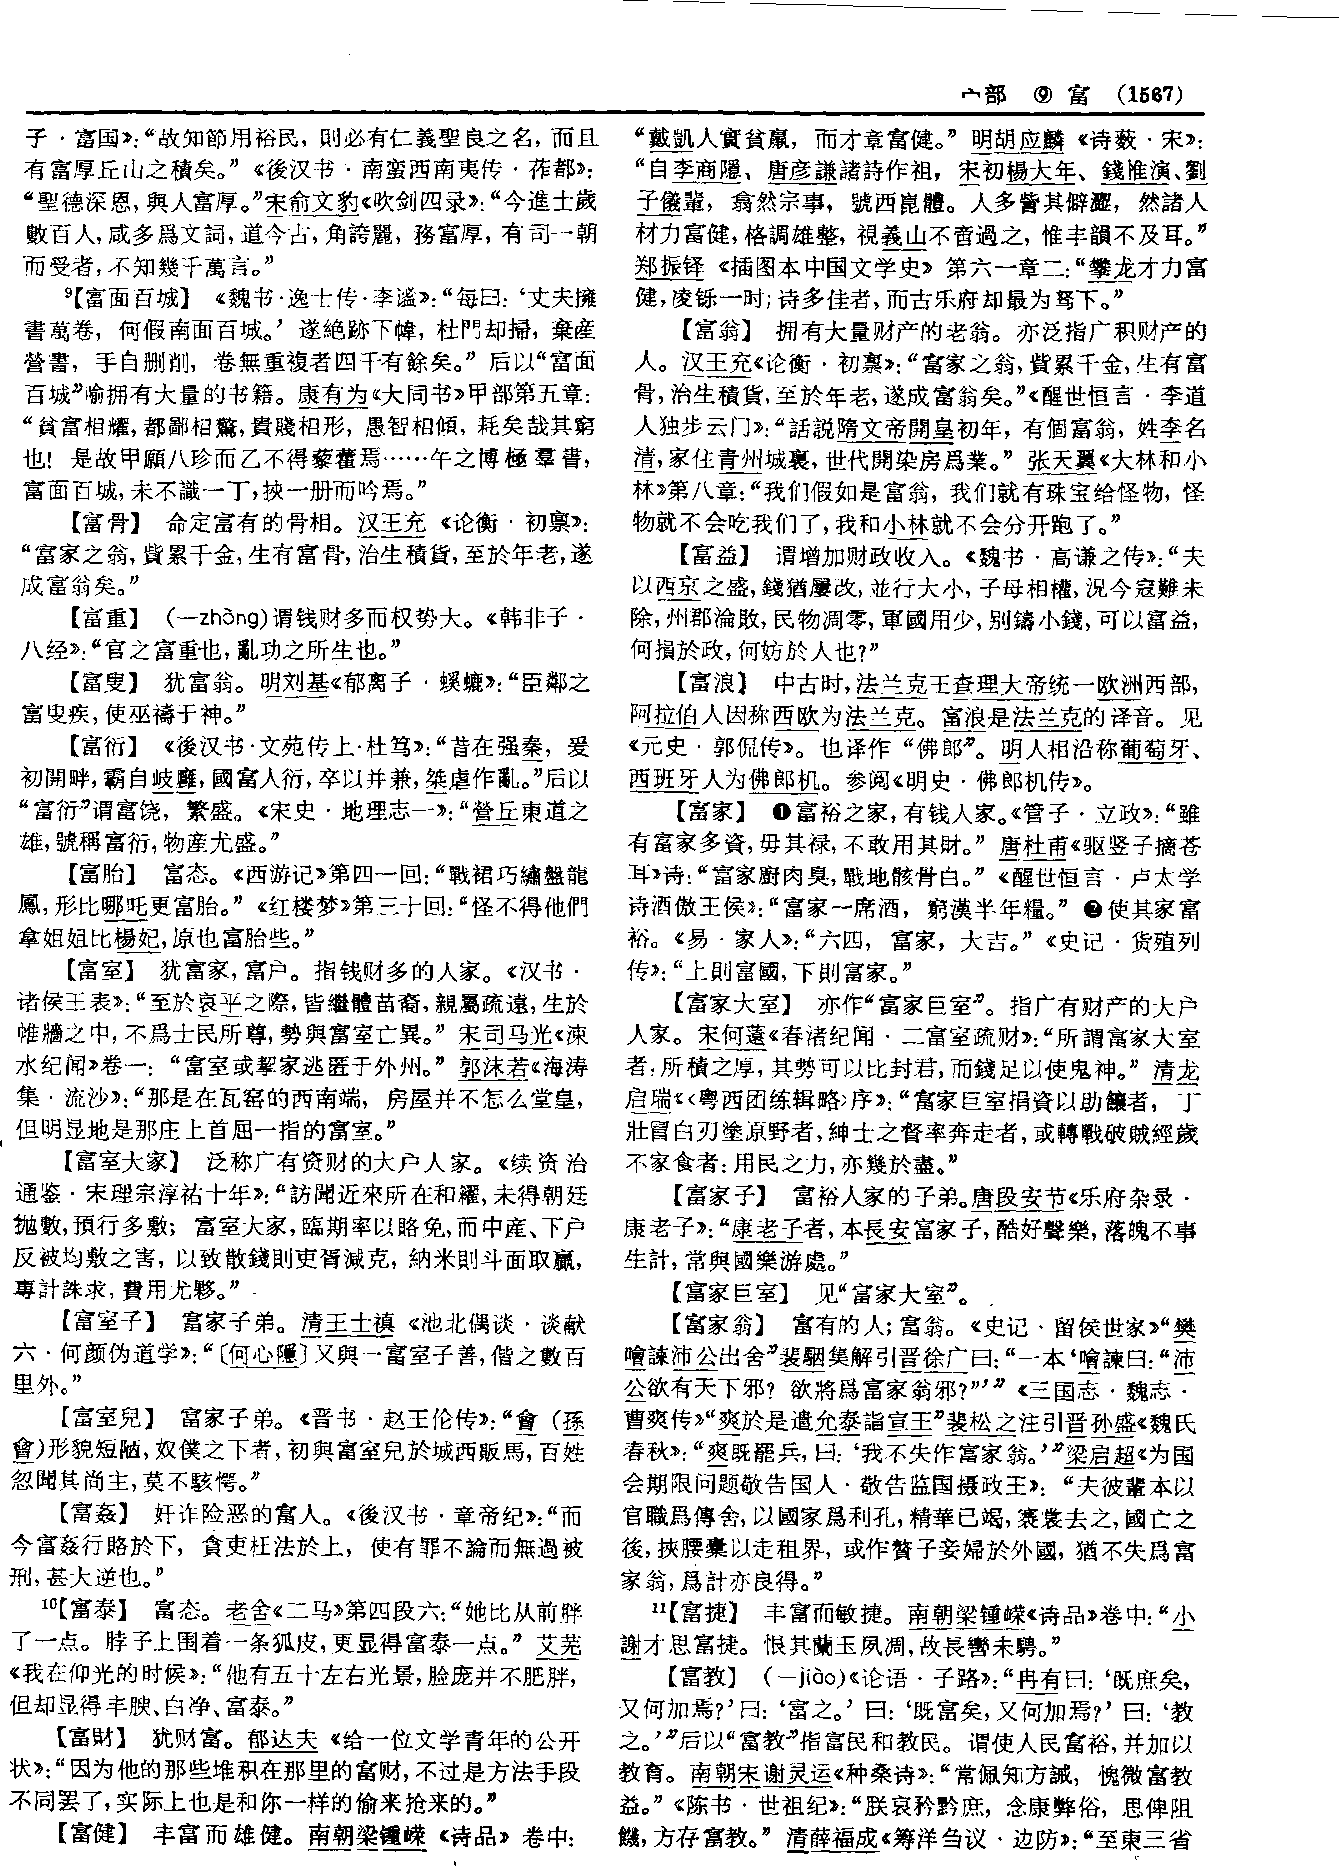 宀部 ⑨ 富 (1567)
子·富国》：“故知節用裕民，則必有仁義聖良之名，而且
有富厚丘山之積矣。”《後汉书·南蛮西南夷传·莋都》：
“聖德深恩，與人富厚。”宋俞文豹《吹剑四录》：“今進士歲
數百人，咸多爲文詞，道今古，角誇麗，務富厚，有司一朝
而受者，不知幾千萬言。”
⁹【富面百城】 《魏书·逸士传·李谧》：“每曰：‘丈夫擁
書萬卷，何假南面百城。’遂絶跡下幃，杜門却掃，棄産
營書，手自删削，卷無重複者四千有餘矣。”后以“富面
百城”喻拥有大量的书籍。康有为《大同书》甲部第五章：
“貧富相耀，都鄙相驚，貴賤相形，愚智相傾，耗矣哉其窮
也！是故甲願八珍而乙不得藜藿焉……午之博極羣書，
富面百城，未不識一丁，挾一册而吟焉。”
【富骨】 命定富有的骨相。汉王充《论衡·初禀》：
“富家之翁，貲累千金，生有富骨，治生積貨，至於年老，遂
成富翁矣。”
【富重】 (—zhòng)谓钱财多而权势大。《韩非子·
八经》：“官之富重也，亂功之所生也。”
【富叟】 犹富翁。明刘基《郁离子·螇螰》：“臣鄰之
富叟疾，使巫禱于神。”
【富衍】 《後汉书·文苑传上·杜笃》：“昔在强秦，爰
初開畔，霸自岐廱，國富人衍，卒以并兼，桀虐作亂。”后以
“富衍”谓富饶，繁盛。《宋史·地理志一》：“營丘東道之
雄，號稱富衍，物産尤盛。”
【富胎】 富态。《西游记》第四一回：“戰裙巧繡盤龍
鳳，形比哪吒更富胎。”《红楼梦》第三十回：“怪不得他們
拿姐姐比楊妃，原也富胎些。”
【富室】 犹富家，富户。指钱财多的人家。《汉书·
诸侯王表》：“至於哀平之際，皆繼體苗裔，親屬疏遠，生於
帷牆之中，不爲士民所尊，勢與富室亡異。”宋司马光《涑
水纪闻》卷一：“富室或挈家逃匿于外州。”郭沫若《海涛
集·流沙》：“那是在瓦窑的西南端，房屋并不怎么堂皇，
但明显地是那庄上首屈一指的富室。”
【富室大家】 泛称广有资财的大户人家。《续资治
通鉴·宋理宗淳祐十年》：“訪聞近來所在和糴，未得朝廷
抛數，預行多敷；富室大家，臨期率以賂免，而中産、下户
反被均敷之害，以致散錢則吏胥減克，納米則斗面取贏，
專計誅求，費用尤夥。”
【富室子】 富家子弟。清王士禛《池北偶谈·谈献
六·何颜伪道学》：“〔何心隱〕又與一富室子善，偕之數百
里外。”
【富室兒】 富家子弟。《晋书·赵王伦传》：“會（孫
會）形貌短陋，奴僕之下者，初與富室兒於城西販馬，百姓
忽聞其尚主，莫不駭愕。”
【富姦】 奸诈险恶的富人。《後汉书·章帝纪》：“而
今富姦行賂於下，貪吏枉法於上，使有罪不論而無過被
刑，甚大逆也。”
¹⁰【富泰】 富态。老舍《二马》第四段六：“她比从前胖
了一点。脖子上围着一条狐皮，更显得富泰一点。”艾芜
《我在仰光的时候》：“他有五十左右光景，脸庞并不肥胖，
但却显得丰腴、白净、富泰。”
【富財】 犹财富。郁达夫《给一位文学青年的公开
状》：“因为他的那些堆积在那里的富财，不过是方法手段
不同罢了，实际上也是和你一样的偷来抢来的。”
【富健】 丰富而雄健。南朝梁锺嵘《诗品》卷中：
“戴凯人實貧羸，而才章富健。”明胡应麟《诗薮·宋》：
“自李商隱、唐彦謙諸詩作祖，宋初楊大年、錢惟演、劉
子儀輩，翕然宗事，號西崑體。人多訾其僻澀，然諸人
材力富健，格調雄整，視義山不啻過之，惟丰韻不及耳。”
郑振铎《插图本中国文学史》第六一章二：“攀龙才力富
健，凌铄一时；诗多佳者，而古乐府却最为驽下。”
【富翁】 拥有大量财产的老翁。亦泛指广积财产的
人。汉王充《论衡·初禀》：“富家之翁，貲累千金，生有富
骨，治生積貨，至於年老，遂成富翁矣。”《醒世恒言·李道
人独步云门》：“話説隋文帝開皇初年，有個富翁，姓李名
清，家住青州城裏，世代開染房爲業。”张天翼《大林和小
林》第八章：“我们假如是富翁，我们就有珠宝给怪物，怪
物就不会吃我们了，我和小林就不会分开跑了。”
【富益】 谓增加财政收入。《魏书·高谦之传》：“夫
以西京之盛，錢猶屢改，並行大小，子母相權，況今寇難未
除，州郡淪敗，民物凋零，軍國用少，别鑄小錢，可以富益，
何損於政，何妨於人也？”
【富浪】 中古时，法兰克王查理大帝统一欧洲西部，
阿拉伯人因称西欧为法兰克。富浪是法兰克的译音。见
《元史·郭侃传》。也译作“佛郎”。明人相沿称葡萄牙、
西班牙人为佛郎机。参阅《明史·佛郎机传》。
【富家】 ❶富裕之家，有钱人家。《管子·立政》：“雖
有富家多資，毋其禄，不敢用其財。”唐杜甫《驱竖子摘苍
耳》诗：“富家廚肉臭，戰地骸骨白。”《醒世恒言·卢太学
诗酒傲王侯》：“富家一席酒，窮漢半年糧。”❷使其家富
裕。《易·家人》：“六四，富家，大吉。”《史记·货殖列
传》：“上則富國，下則富家。”
【富家大室】 亦作“富家巨室”。指广有财产的大户
人家。宋何薳《春渚纪闻·二富室疏财》：“所謂富家大室
者，所積之厚，其勢可以比封君，而錢足以使鬼神。”清龙
启瑞《〈粤西团练辑略〉序》：“富家巨室捐資以助饟者，丁
壯冒白刃塗原野者，紳士之督率奔走者，或轉戰破賊經歲
不家食者：用民之力，亦幾於盡。”
【富家子】 富裕人家的子弟。唐段安节《乐府杂录·
康老子》：“康老子者，本長安富家子，酷好聲樂，落魄不事
生計，常與國樂游處。”
【富家巨室】 见“富家大室”。
【富家翁】 富有的人；富翁。《史记·留侯世家》“樊
噲諫沛公出舍”裴駰集解引晋徐广曰：“一本‘噲諫曰：“沛
公欲有天下邪？欲將爲富家翁邪？”’”《三国志·魏志·
曹爽传》“爽於是遣允泰詣宣王”裴松之注引晋孙盛《魏氏
春秋》：“爽既罷兵，曰：‘我不失作富家翁。’”梁启超《为国
会期限问题敬告国人·敬告监国摄政王》：“夫彼輩本以
官職爲傳舍，以國家爲利孔，精華已竭，褰裳去之，國亡之
後，挾腰橐以走租界，或作贅子妾婦於外國，猶不失爲富
家翁，爲計亦良得。”
¹¹【富捷】 丰富而敏捷。南朝梁锺嵘《诗品》卷中：“小
謝才思富捷。恨其蘭玉夙凋，故長轡未騁。”
【富教】 (—jiào)《论语·子路》：“冉有曰：‘既庶矣，
又何加焉？’曰：‘富之。’曰：‘既富矣，又何加焉？’曰：‘教
之。’”后以“富教”指富民和教民。谓使人民富裕，并加以
教育。南朝宋谢灵运《种桑诗》：“常佩知方誡，愧微富教
益。”《陈书·世祖纪》：“朕哀矜黔庶，念康弊俗，思俾阻
饑，方存富教。”清薛福成《筹洋刍议·边防》：“至東三省